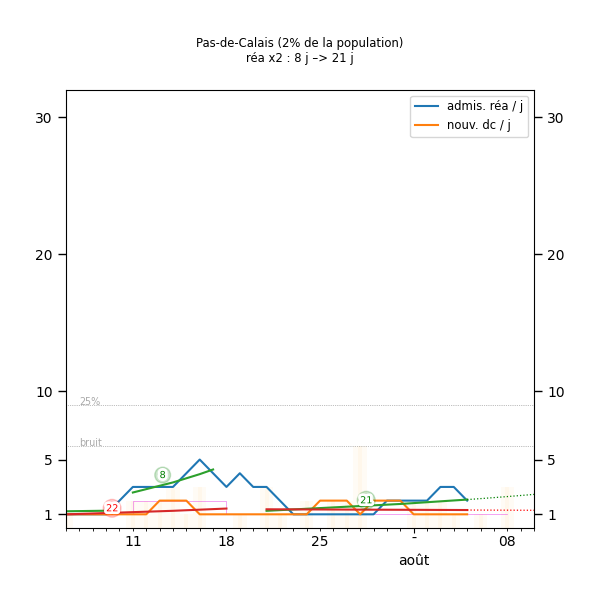 Pas-de-Calais (2% de la population)
réa x2 : 8 j –> 21 j
admis. réa / j
nouv. dc / j
30 30
20 20
10 10
25%
bruit
5 5
8
22
21
1 1
11 18 25 - 08
août